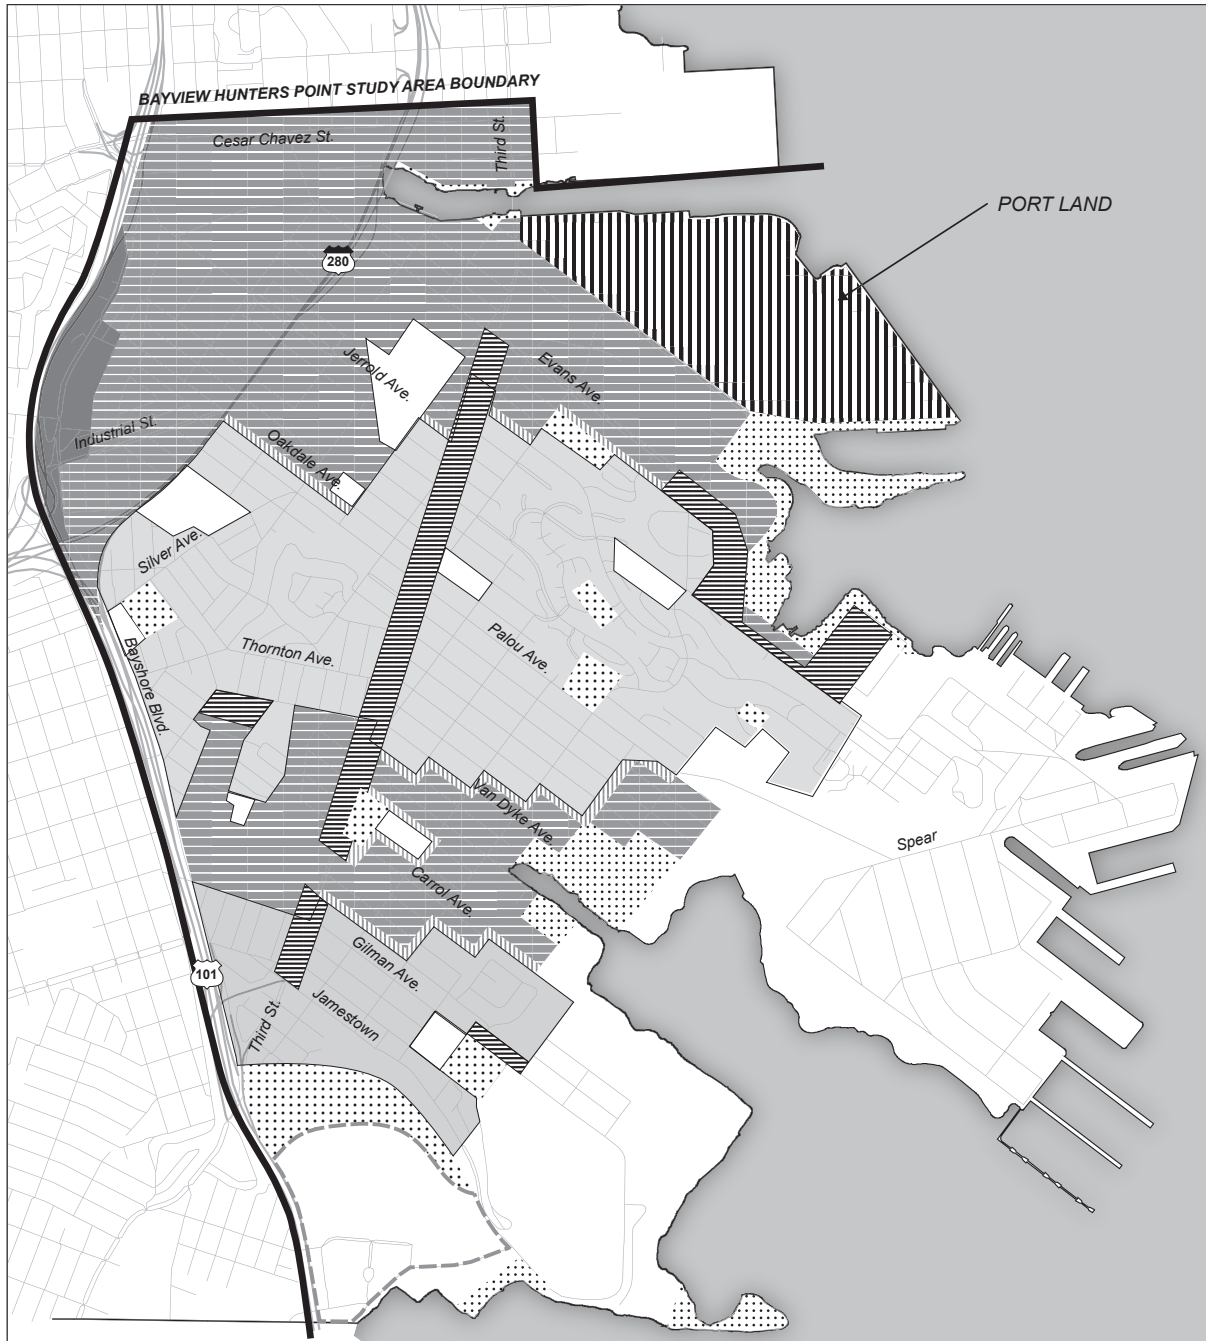 BAYVIEW HUNTERS POINT STUDY AREA BOUNDARY
Cesar Chavez St.
Third St.
PORT LAND
280
Jerrold Ave.
Evans Ave.
Industrial St.
Oakdale Ave.
Silver Ave.
Thornton Ave.
Palou Ave.
Bayshore Blvd.
Van Dyke Ave.
Spear
Carrol Ave.
Gilman Ave.
101
Jamestown
Third St.